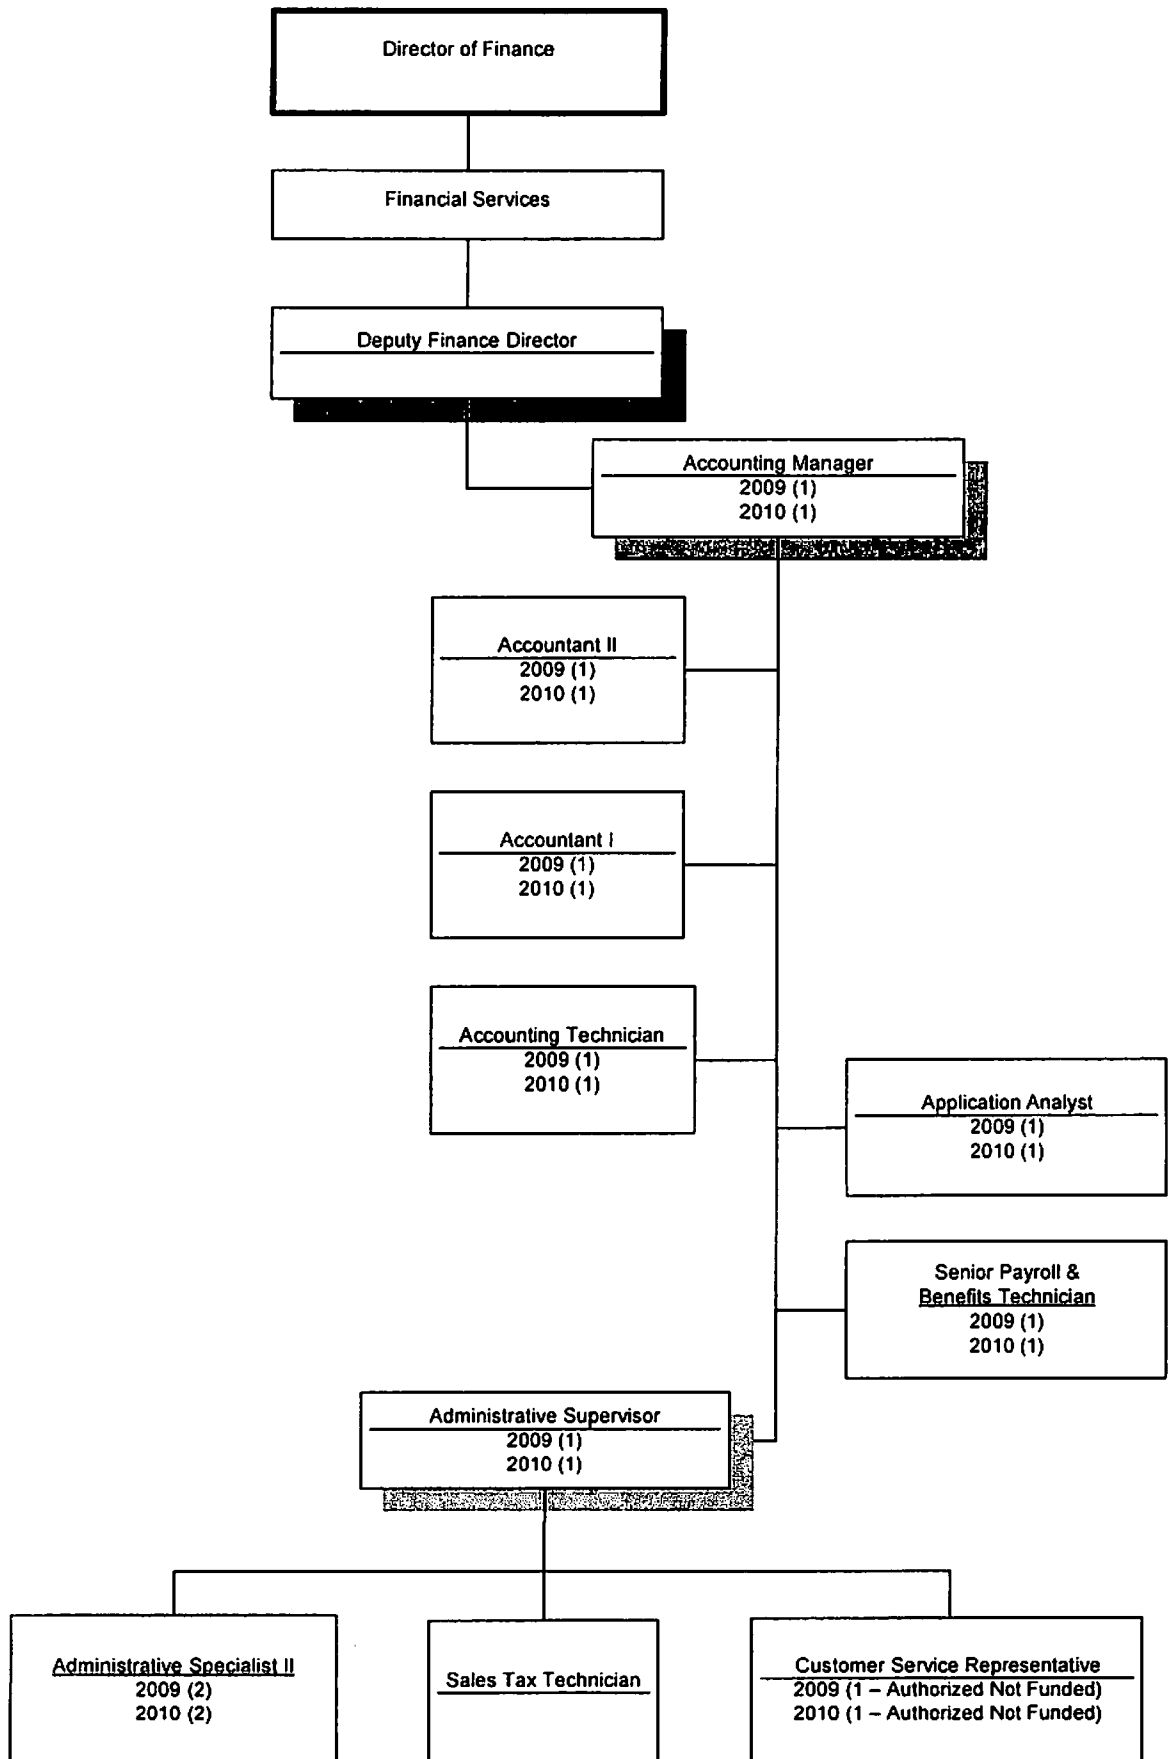 Director of Finance
Financial Services
Deputy Finance Director
Accounting Manager
2009 (1)
2010 (1)
Accountant II
2009 (1)
2010 (1)
Accountant I
2009 (1)
2010 (1)
Accounting Technician
2009 (1)
2010 (1)
Application Analyst
2009 (1)
2010 (1)
Senior Payroll &
Benefits Technician
2009 (1)
2010 (1)
Administrative Supervisor
2009 (1)
2010 (1)
Administrative Specialist II
2009 (2)
2010 (2)
Sales Tax Technician
Customer Service Representative
2009 (1 – Authorized Not Funded)
2010 (1 – Authorized Not Funded)